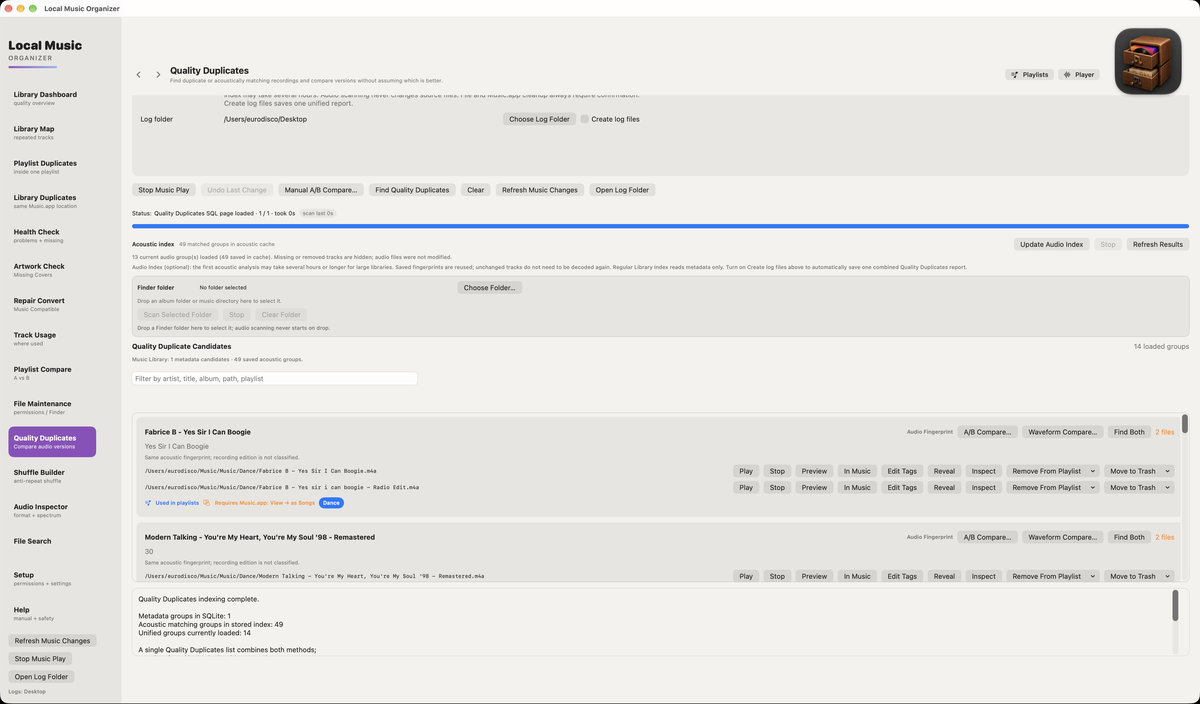 Local Music Organizer
Local Music
ORGANIZER
Library Dashboard
quality overview
Library Map
repeated tracks
Playlist Duplicates
inside one playlist
Library Duplicates
same Music.app location
Health Check
problems + missing
Artwork Check
Missing Covers
Repair Convert
Music Compatible
Track Usage
where used
Playlist Compare
A vs B
File Maintenance
permissions / Finder
Quality Duplicates
Compare audio versions
Shuffle Builder
anti-repeat shuffle
Audio Inspector
format + spectrum
File Search
Setup
permissions + settings
Help
manual + safety
Refresh Music Changes
Stop Music Play
Open Log Folder
Logs: Desktop
Quality Duplicates
Find duplicate or acoustically matching recordings and compare versions without assuming which is better.
Playlists Player
index may take several hours. Audio scanning never changes source files. File and Music.app cleanup always require confirmation.
Create log files saves one unified report.
Log folder /Users/eurodisco/Desktop Choose Log Folder Create log files
Stop Music Play Undo Last Change Manual A/B Compare... Find Quality Duplicates Clear Refresh Music Changes Open Log Folder
Status: Quality Duplicates SQL page loaded · 1 / 1 · took 0s scan last 0s
Acoustic index 49 matched groups in acoustic cache Update Audio Index Stop Refresh Results
13 current audio group(s) loaded (49 saved in cache). Missing or removed tracks are hidden; audio files were not modified.
Audio Index (optional): the first acoustic analysis may take several hours or longer for large libraries. Saved fingerprints are reused; unchanged tracks do not need to be decoded again. Regular Library Index reads metadata only. Turn on Create log files above to automatically save one combined Quality Duplicates report.
Finder folder No folder selected Choose Folder...
Drop an album folder or music directory here to select it.
Scan Selected Folder Stop Clear Folder
Drop a Finder folder here to select it; audio scanning never starts on drop.
Quality Duplicate Candidates 14 loaded groups
Music Library: 1 metadata candidates · 49 saved acoustic groups.
Filter by artist, title, album, path, playlist
Fabrice B - Yes Sir I Can Boogie Audio Fingerprint A/B Compare... Waveform Compare... Find Both 2 files
Yes Sir I Can Boogie
Same acoustic fingerprint; recording edition is not classified.
/Users/eurodisco/Music/Music/Dance/Fabrice B – Yes Sir I Can Boogie.m4a Play Stop Preview In Music Edit Tags Reveal Inspect Remove From Playlist Move to Trash
/Users/eurodisco/Music/Music/Dance/Fabrice B – Yes sir i can boogie – Radio Edit.m4a Play Stop Preview In Music Edit Tags Reveal Inspect Remove From Playlist Move to Trash
Used in playlists Requires Music.app: View → as Songs Dance
Modern Talking - You're My Heart, You're My Soul '98 - Remastered Audio Fingerprint A/B Compare... Waveform Compare... Find Both 2 files
30
Same acoustic fingerprint; recording edition is not classified.
/Users/eurodisco/Music/Music/Dance/Modern Talking – You're My Heart, You're My Soul '98 – Remastered.m4a Play Stop Preview In Music Edit Tags Reveal Inspect Remove From Playlist Move to Trash
Quality Duplicates indexing complete.
Metadata groups in SQLite: 1
Acoustic matching groups in stored index: 49
Unified groups currently loaded: 14
A single Quality Duplicates list combines both methods;